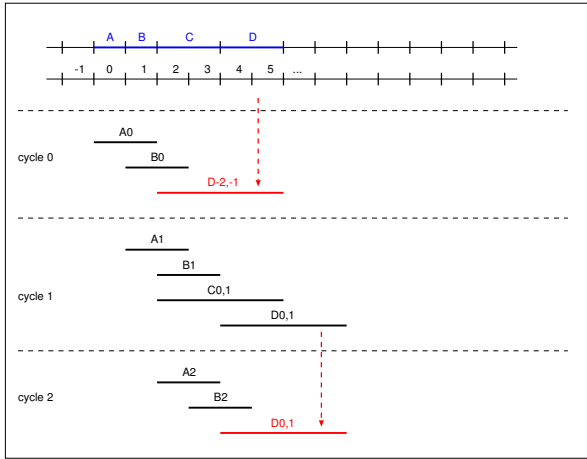 A B C D
-1 0 1 2 3 4 5 ...
A0
cycle 0
B0
D-2,-1
A1
B1
cycle 1
C0,1
D0,1
A2
cycle 2
B2
D0,1